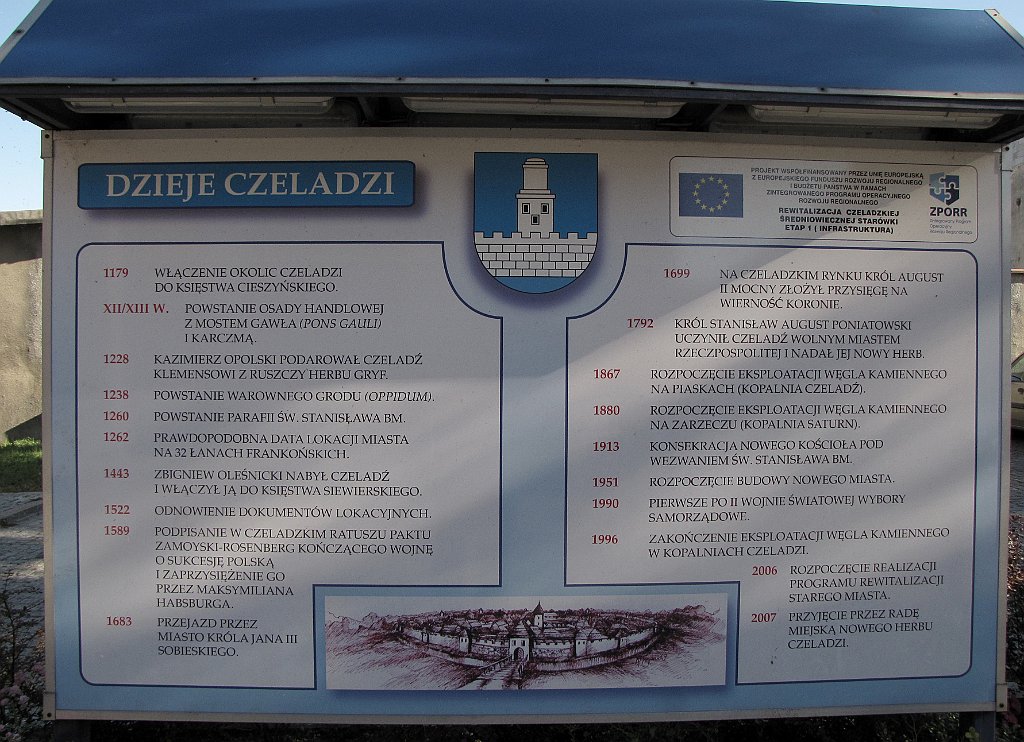 DZIEJE CZELADZI
PROJEKT WSPÓŁFINANSOWANY PRZEZ UNIĘ EUROPEJSKĄ
Z EUROPEJSKIEGO FUNDUSZU ROZWOJU REGIONALNEGO
I BUDŻETU PAŃSTWA W RAMACH
ZINTEGROWANEGO PROGRAMU OPERACYJNEGO
ROZWOJU REGIONALNEGO
REWITALIZACJA CZELADZKIEJ
ŚREDNIOWIECZNEJ STARÓWKI
ETAP 1 ( INFRASTRUKTURA)
ZPORR
Zintegrowany Program
Operacyjny
Rozwoju Regionalnego
1179 WŁĄCZENIE OKOLIC CZELADZI
DO KSIĘSTWA CIESZYŃSKIEGO.
XII/XIII W. POWSTANIE OSADY HANDLOWEJ
Z MOSTEM GAWŁA (PONS GAULI)
I KARCZMĄ.
1228 KAZIMIERZ OPOLSKI PODAROWAŁ CZELADŹ
KLEMENSOWI Z RUSZCZY HERBU GRYF.
1238 POWSTANIE WAROWNEGO GRODU (OPPIDUM).
1260 POWSTANIE PARAFII ŚW. STANISŁAWA BM.
1262 PRAWDOPODOBNA DATA LOKACJI MIASTA
NA 32 ŁANACH FRANKOŃSKICH.
1443 ZBIGNIEW OLEŚNICKI NABYŁ CZELADŹ
I WŁĄCZYŁ JĄ DO KSIĘSTWA SIEWIERSKIEGO.
1522 ODNOWIENIE DOKUMENTÓW LOKACYJNYCH.
1589 PODPISANIE W CZELADZKIM RATUSZU PAKTU
ZAMOYSKI-ROSENBERG KOŃCZĄCEGO WOJNĘ
O SUKCESJĘ POLSKĄ
I ZAPRZYSIĘŻENIE GO
PRZEZ MAKSYMILIANA
HABSBURGA.
1683 PRZEJAZD PRZEZ
MIASTO KRÓLA JANA III
SOBIESKIEGO.
1699 NA CZELADZKIM RYNKU KRÓL AUGUST
II MOCNY ZŁOŻYŁ PRZYSIĘGĘ NA
WIERNOŚĆ KORONIE.
1792 KRÓL STANISŁAW AUGUST PONIATOWSKI
UCZYNIŁ CZELADŹ WOLNYM MIASTEM
RZECZPOSPOLITEJ I NADAŁ JEJ NOWY HERB.
1867 ROZPOCZĘCIE EKSPLOATACJI WĘGLA KAMIENNEGO
NA PIASKACH (KOPALNIA CZELADŹ).
1880 ROZPOCZĘCIE EKSPLOATACJI WĘGLA KAMIENNEGO
NA ZARZECZU (KOPALNIA SATURN).
1913 KONSEKRACJA NOWEGO KOŚCIOŁA POD
WEZWANIEM ŚW. STANISŁAWA BM.
1951 ROZPOCZĘCIE BUDOWY NOWEGO MIASTA.
1990 PIERWSZE PO II WOJNIE ŚWIATOWEJ WYBORY
SAMORZĄDOWE.
1996 ZAKOŃCZENIE EKSPLOATACJI WĘGLA KAMIENNEGO
W KOPALNIACH CZELADZI.
2006 ROZPOCZĘCIE REALIZACJI
PROGRAMU REWITALIZACJI
STAREGO MIASTA.
2007 PRZYJĘCIE PRZEZ RADĘ
MIEJSKĄ NOWEGO HERBU
CZELADZI.